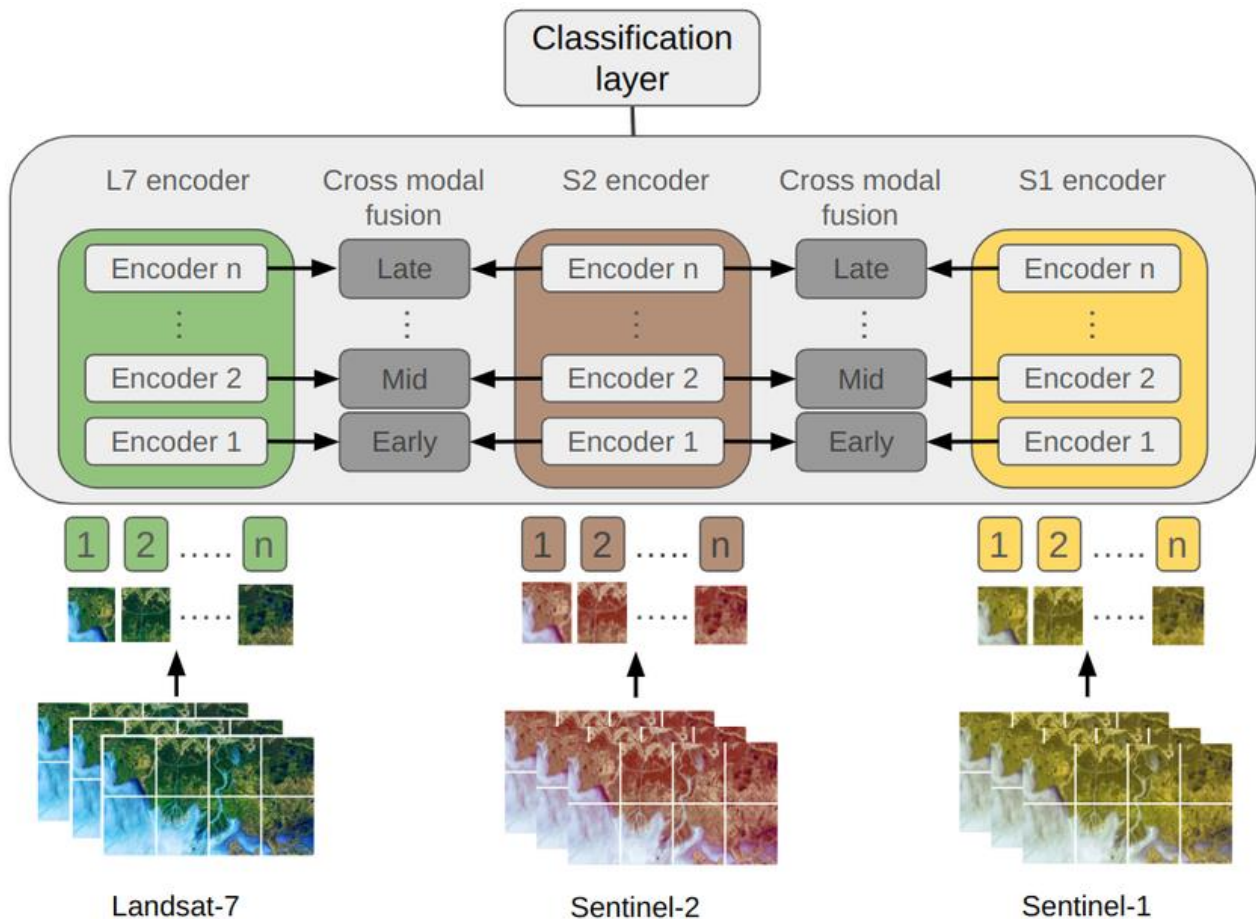 Classification
layer
L7 encoder
Cross modal
fusion
S2 encoder
Cross modal
fusion
S1 encoder
Encoder n
Late
Encoder n
Late
Encoder n
⋮
⋮
⋮
⋮
⋮
Encoder 2
Mid
Encoder 2
Mid
Encoder 2
Encoder 1
Early
Encoder 1
Early
Encoder 1
1 2 ..... n
1 2 ..... n
1 2 ..... n
.....
.....
.....
Landsat-7
Sentinel-2
Sentinel-1